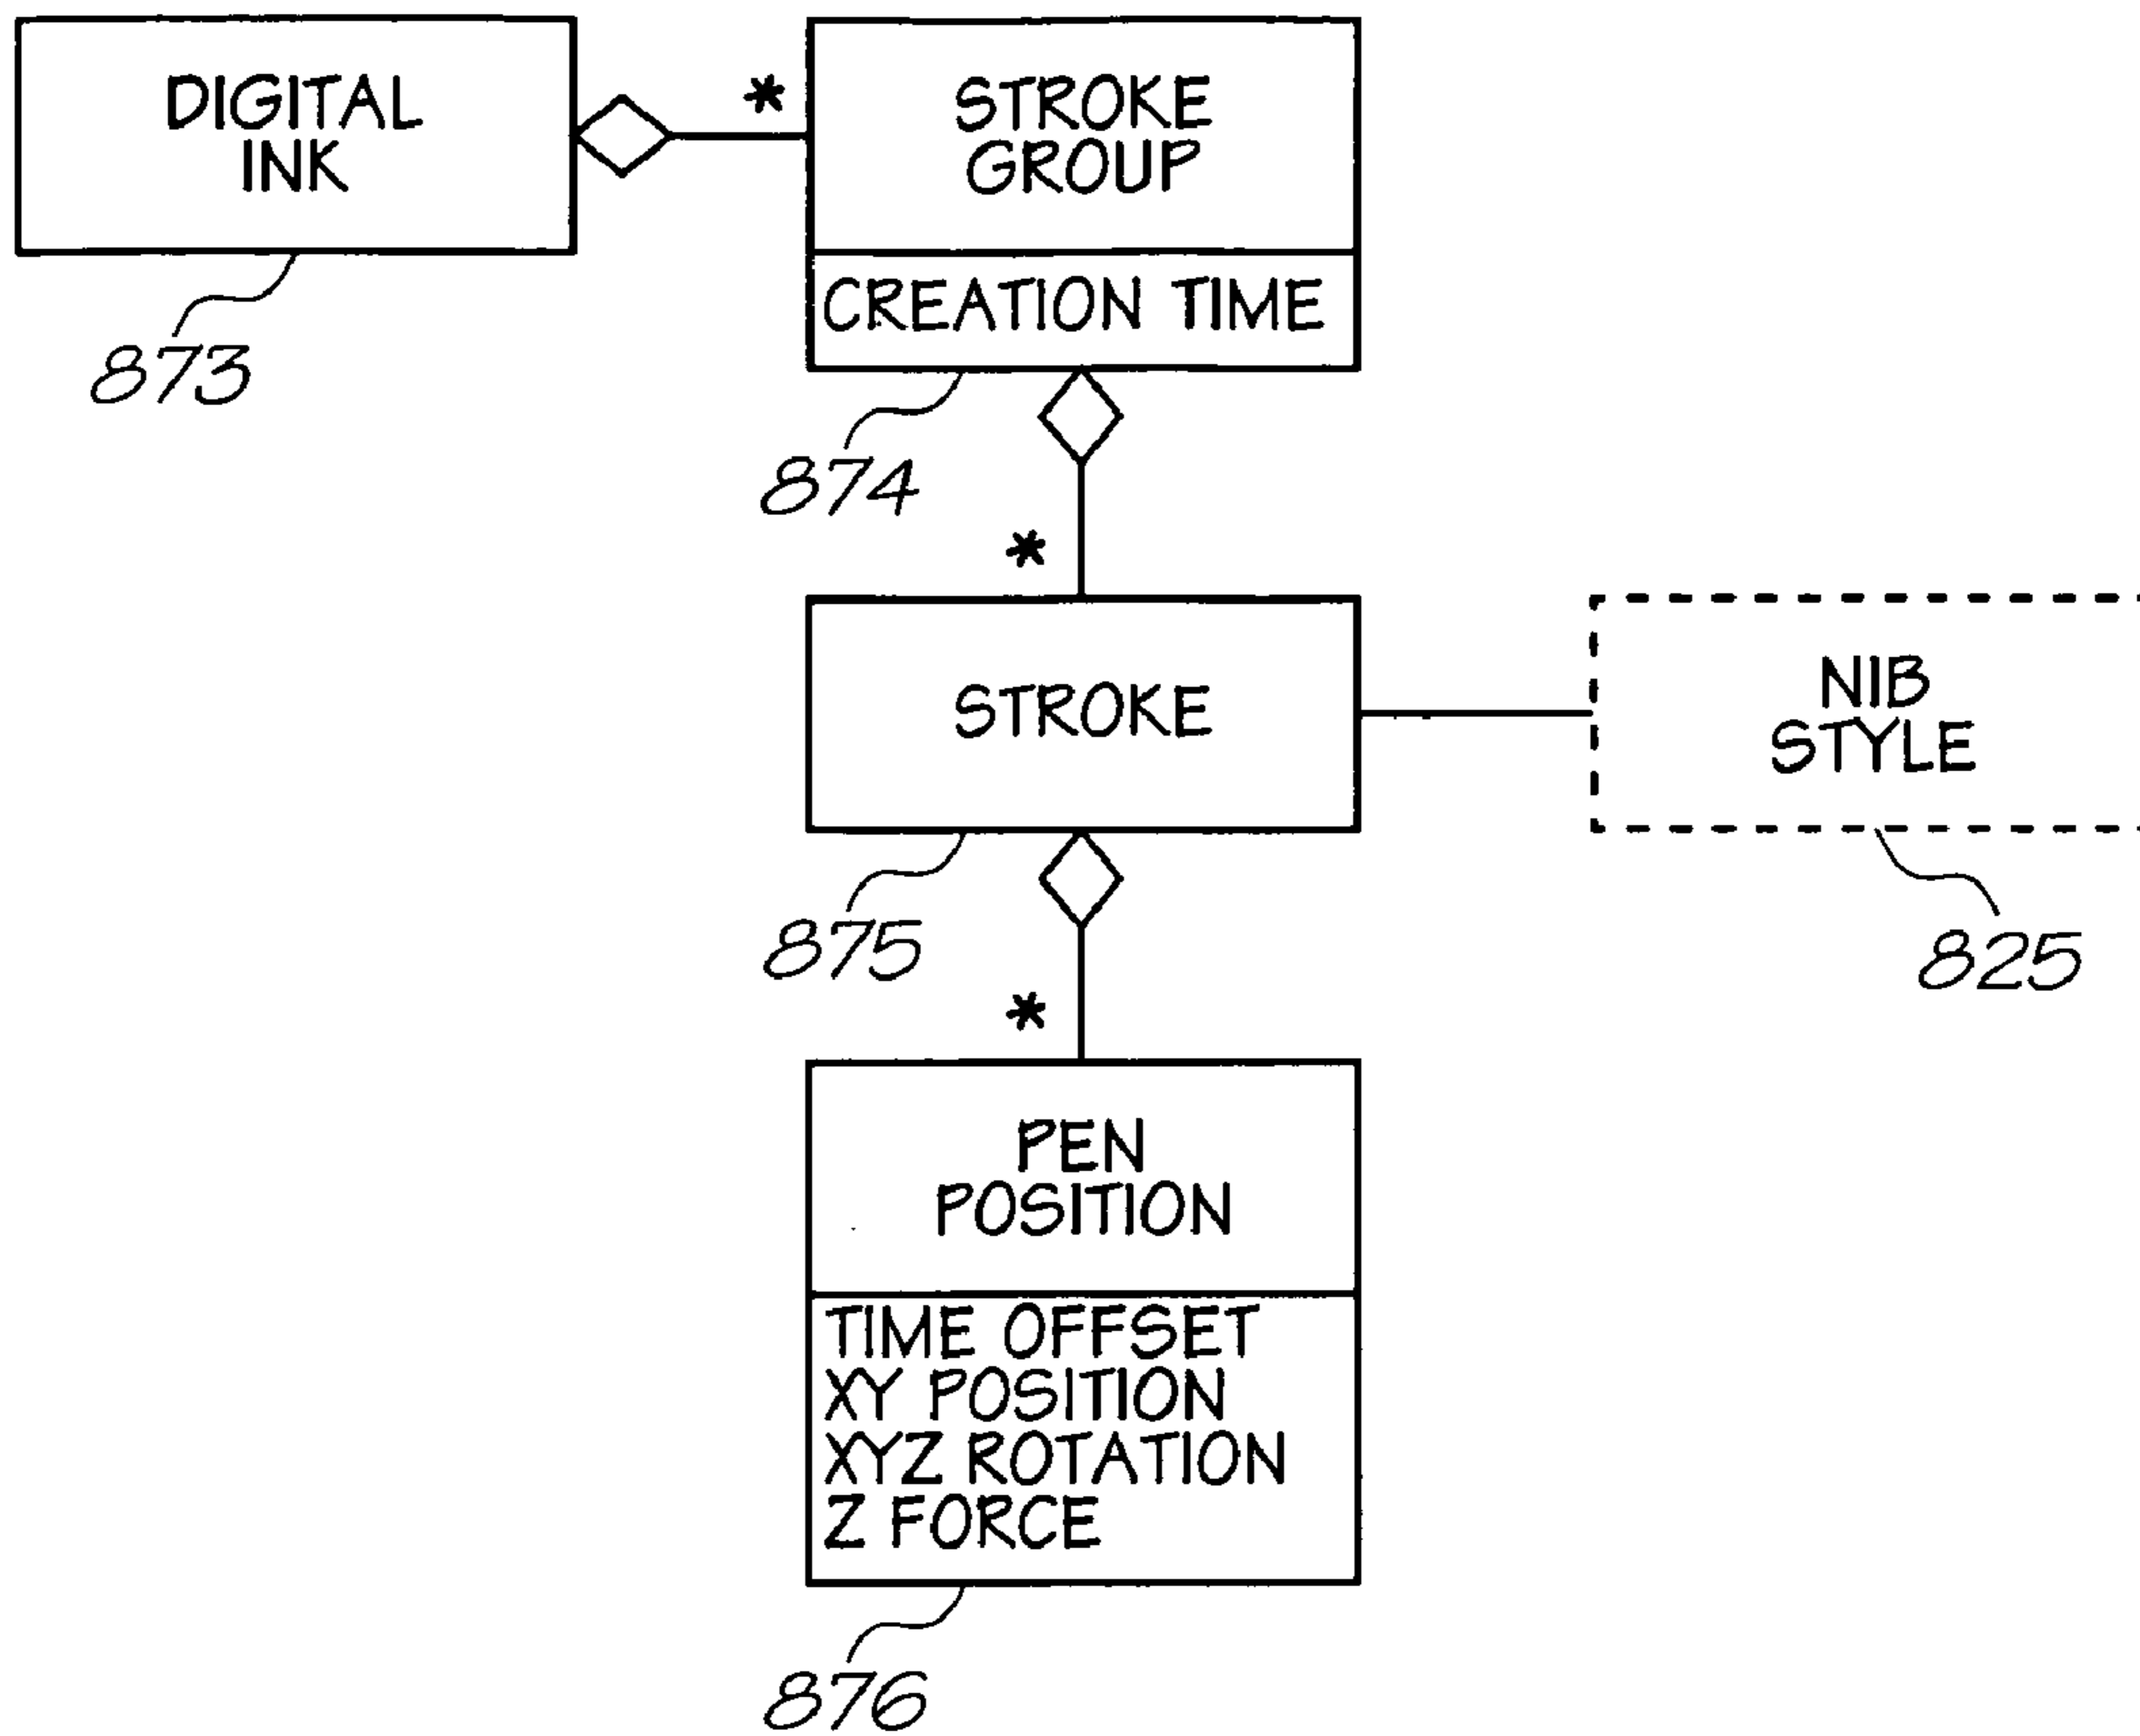 DIGITAL
INK
873
*
STROKE
GROUP
CREATION TIME
874
*
STROKE
875
NIB
STYLE
825
*
PEN
POSITION
TIME OFFSET
XY POSITION
XYZ ROTATION
Z FORCE
876